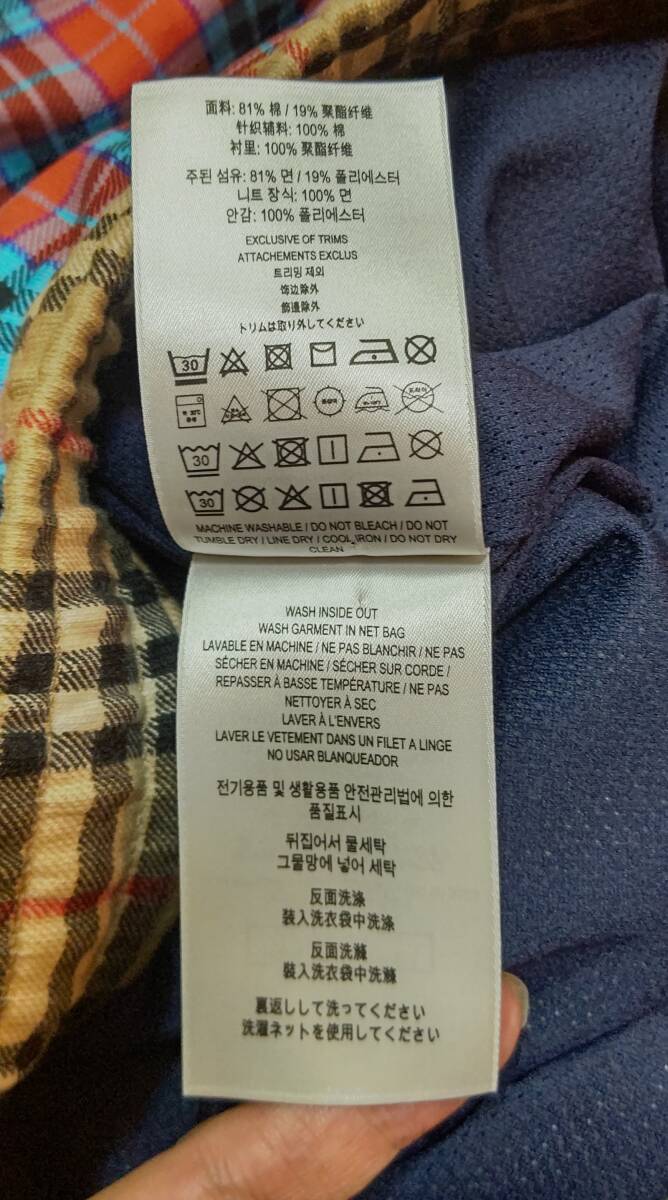 面料: 81% 棉 / 19% 聚酯纤维
针织辅料: 100% 棉
衬里: 100% 聚酯纤维
주된 섬유: 81% 면 / 19% 폴리에스터
니트 장식: 100% 면
안감: 100% 폴리에스터
EXCLUSIVE OF TRIMS
ATTACHEMENTS EXCLUS
트리밍 제외
饰边除外
飾邊除外
トリムは取り外してください
30
30
30
MACHINE WASHABLE / DO NOT BLEACH / DO NOT
TUMBLE DRY / LINE DRY / COOL IRON / DO NOT DRY
CLEAN
WASH INSIDE OUT
WASH GARMENT IN NET BAG
LAVABLE EN MACHINE / NE PAS BLANCHIR / NE PAS
SÉCHER EN MACHINE / SÉCHER SUR CORDE /
REPASSER À BASSE TEMPÉRATURE / NE PAS
NETTOYER À SEC
LAVER À L'ENVERS
LAVER LE VETEMENT DANS UN FILET A LINGE
NO USAR BLANQUEADOR
전기용품 및 생활용품 안전관리법에 의한
품질표시
뒤집어서 물세탁
그물망에 넣어 세탁
反面洗涤
装入洗衣袋中洗涤
反面洗滌
裝入洗衣袋中洗滌
裏返しして洗ってください
洗濯ネットを使用してください